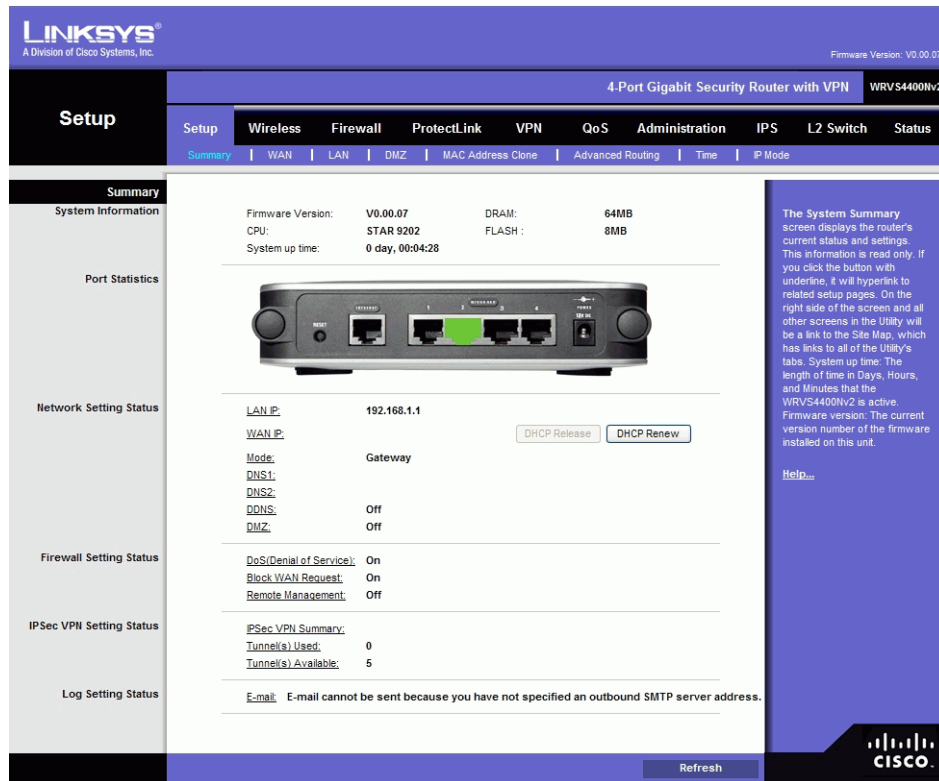 LINKSYS®
A Division of Cisco Systems, Inc.
Firmware Version: V0.00.07
4-Port Gigabit Security Router with VPN WRVS4400Nv2
Setup
Setup Wireless Firewall ProtectLink VPN QoS Administration IPS L2 Switch Status
Summary | WAN | LAN | DMZ | MAC Address Clone | Advanced Routing | Time | IP Mode
Summary
System Information
Firmware Version: V0.00.07 DRAM: 64MB
CPU: STAR 9202 FLASH : 8MB
System up time: 0 day, 00:04:28
Port Statistics
INTERNET
RESET
1 2 3 4
POWER
Network Setting Status
LAN IP: 192.168.1.1
WAN IP: DHCP Release DHCP Renew
Mode: Gateway
DNS1:
DNS2:
DDNS: Off
DMZ: Off
Firewall Setting Status
DoS(Denial of Service): On
Block WAN Request: On
Remote Management: Off
IPSec VPN Setting Status
IPSec VPN Summary:
Tunnel(s) Used: 0
Tunnel(s) Available: 5
Log Setting Status
E-mail: E-mail cannot be sent because you have not specified an outbound SMTP server address.
The System Summary
screen displays the router's
current status and settings.
This information is read only. If
you click the button with
underline, it will hyperlink to
related setup pages. On the
right side of the screen and all
other screens in the Utility will
be a link to the Site Map, which
has links to all of the Utility's
tabs. System up time: The
length of time in Days, Hours,
and Minutes that the
WRVS4400Nv2 is active.
Firmware version: The current
version number of the firmware
installed on this unit.
Help...
Refresh
CISCO.